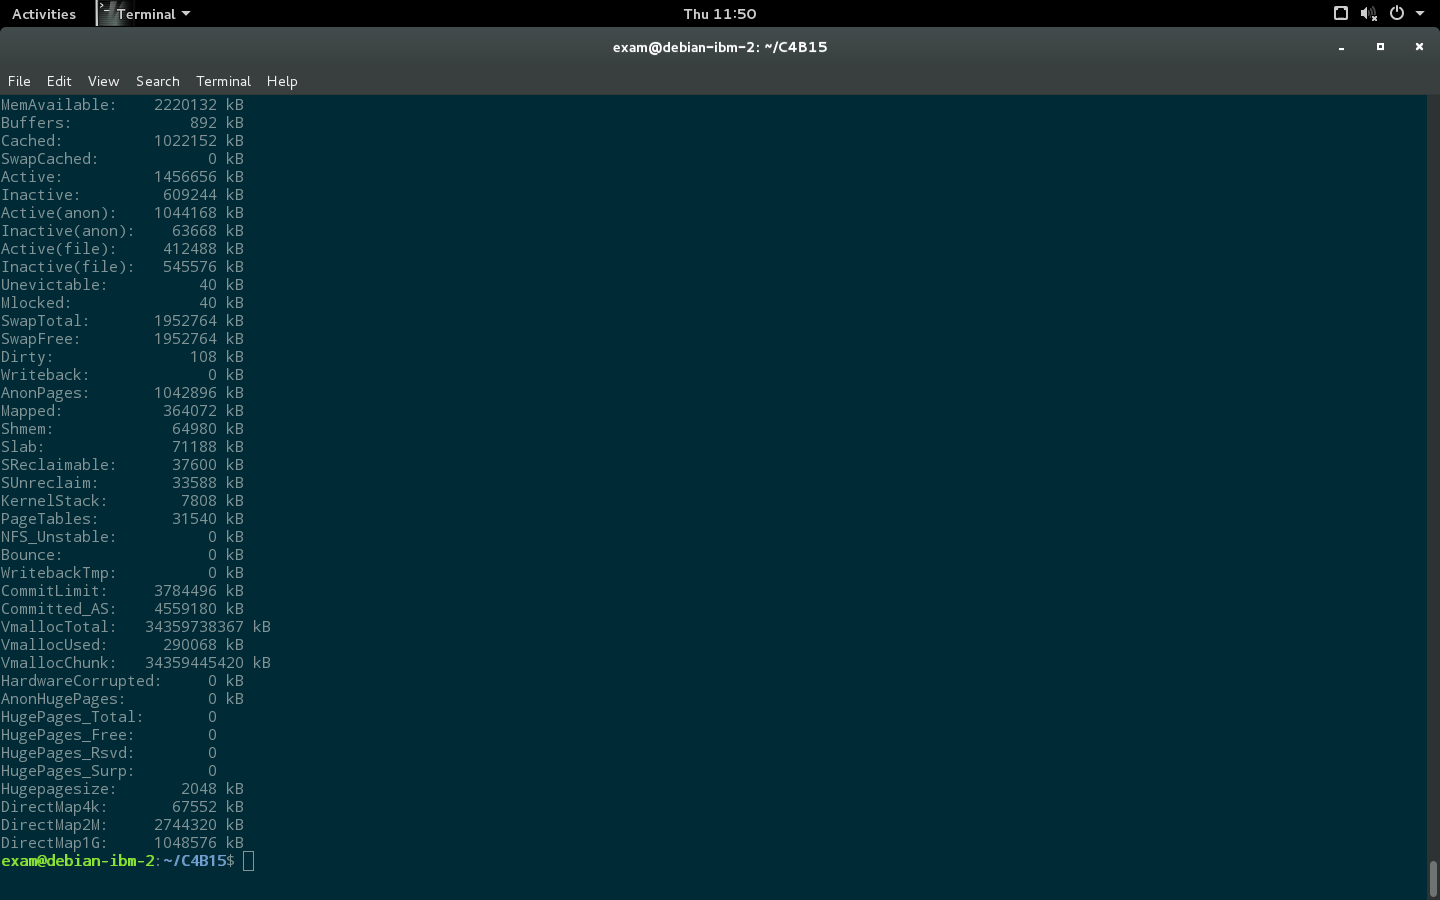 Activities Terminal Thu 11:50
exam@debian-ibm-2: ~/C4B15
File Edit View Search Terminal Help
MemAvailable: 2220132 kB
Buffers: 892 kB
Cached: 1022152 kB
SwapCached: 0 kB
Active: 1456656 kB
Inactive: 609244 kB
Active(anon): 1044168 kB
Inactive(anon): 63668 kB
Active(file): 412488 kB
Inactive(file): 545576 kB
Unevictable: 40 kB
Mlocked: 40 kB
SwapTotal: 1952764 kB
SwapFree: 1952764 kB
Dirty: 108 kB
Writeback: 0 kB
AnonPages: 1042896 kB
Mapped: 364072 kB
Shmem: 64980 kB
Slab: 71188 kB
SReclaimable: 37600 kB
SUnreclaim: 33588 kB
KernelStack: 7808 kB
PageTables: 31540 kB
NFS_Unstable: 0 kB
Bounce: 0 kB
WritebackTmp: 0 kB
CommitLimit: 3784496 kB
Committed_AS: 4559180 kB
VmallocTotal: 34359738367 kB
VmallocUsed: 290068 kB
VmallocChunk: 34359445420 kB
HardwareCorrupted: 0 kB
AnonHugePages: 0 kB
HugePages_Total: 0
HugePages_Free: 0
HugePages_Rsvd: 0
HugePages_Surp: 0
Hugepagesize: 2048 kB
DirectMap4k: 67552 kB
DirectMap2M: 2744320 kB
DirectMap1G: 1048576 kB
exam@debian-ibm-2:~/C4B15$